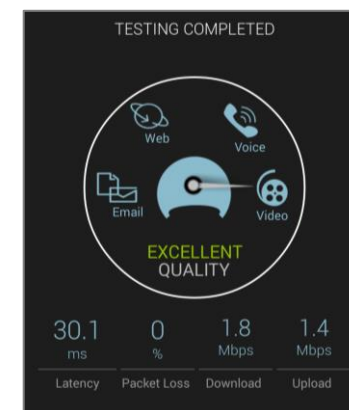 TESTING COMPLETED
Web
Voice
Email
Video
EXCELLENT
QUALITY
30.1 0 1.8 1.4
ms % Mbps Mbps
Latency Packet Loss Download Upload